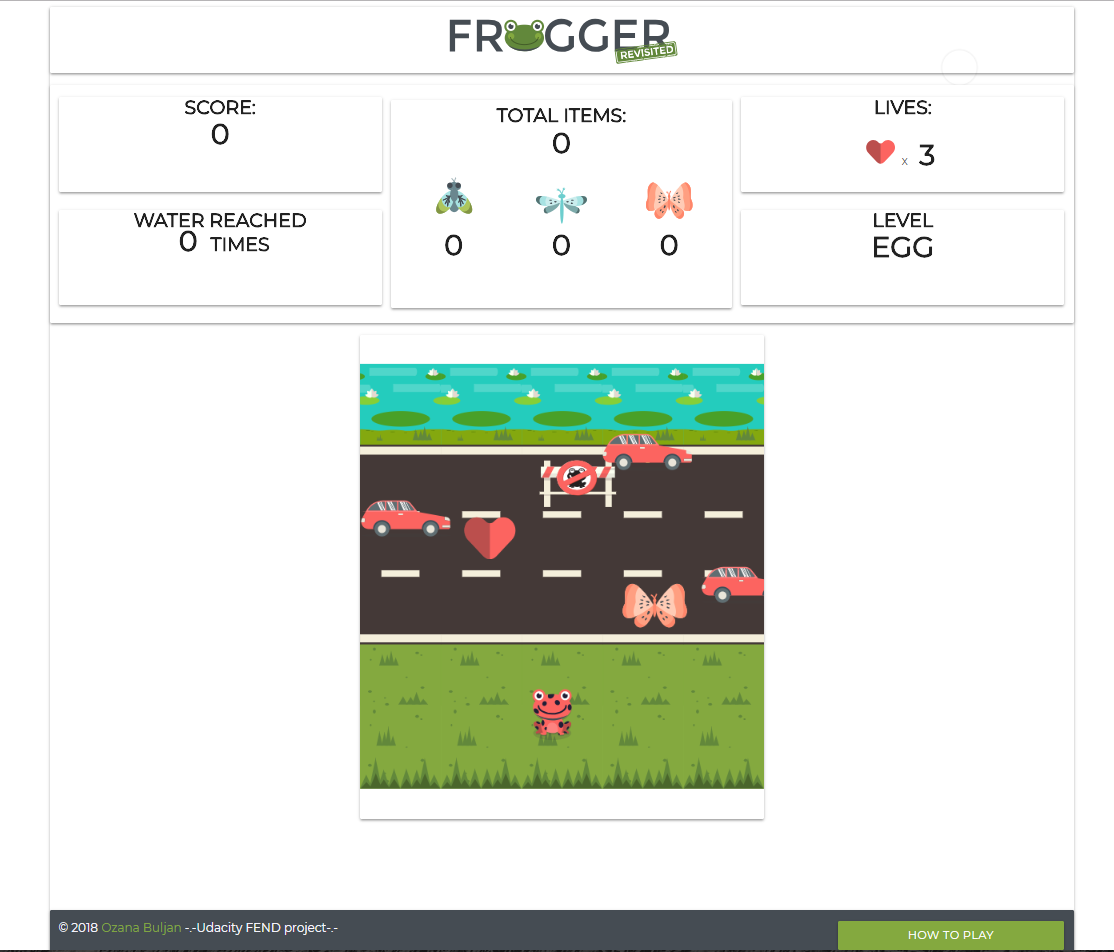 FROGGER
REVISITED
SCORE:
0
WATER REACHED
0 TIMES
TOTAL ITEMS:
0
0 0 0
LIVES:
x 3
LEVEL
EGG
© 2018 Ozana Buljan -.-Udacity FEND project-.-
HOW TO PLAY